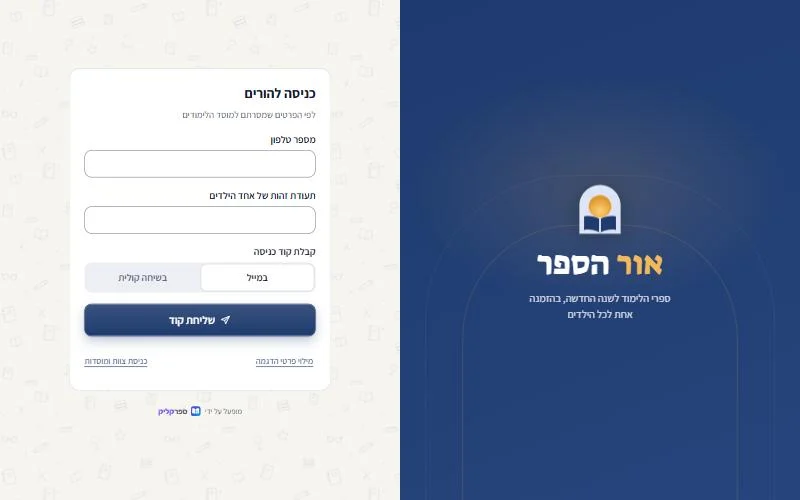 אור הספר
ספרי הלימוד לשנה החדשה, בהזמנה
אחת לכל הילדים
כניסה להורים
לפי הפרטים שמסרתם למוסד הלימודים
מספר טלפון
תעודת זהות של אחד הילדים
קבלת קוד כניסה
במייל
בשיחה קולית
שליחת קוד
מילוי פרטי הדגמה
כניסת צוות ומוסדות
מופעל על ידי ספרקליק